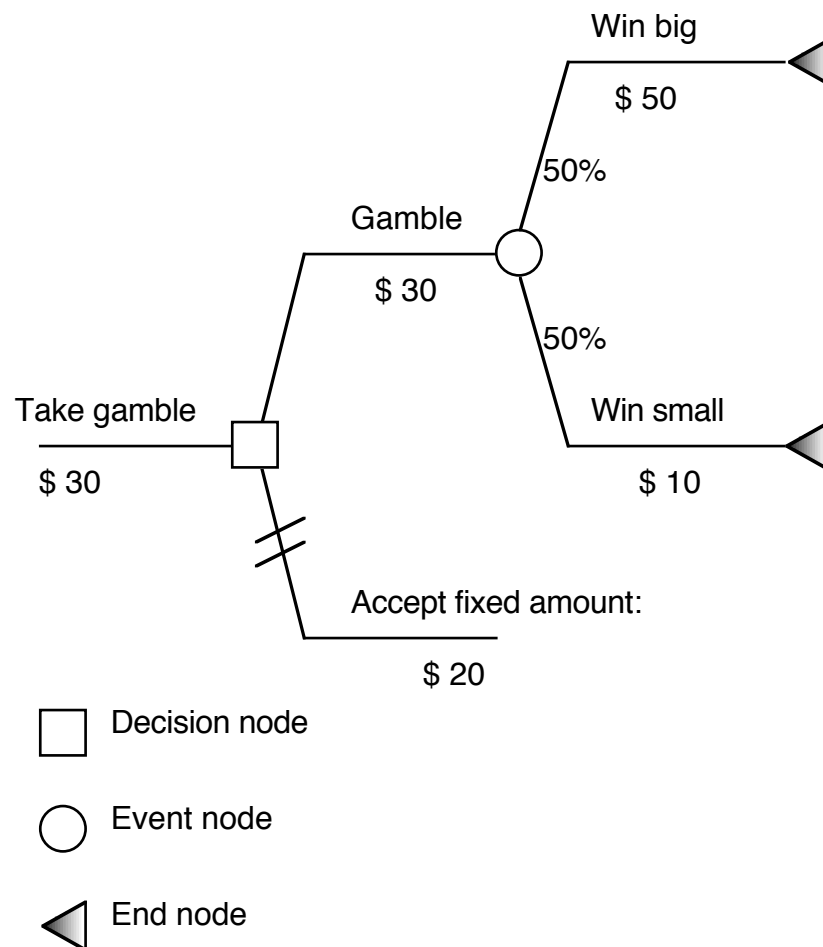 Win big
$ 50
50%
Gamble
$ 30
50%
Take gamble
$ 30
Win small
$ 10
Accept fixed amount:
$ 20
Decision node
Event node
End node